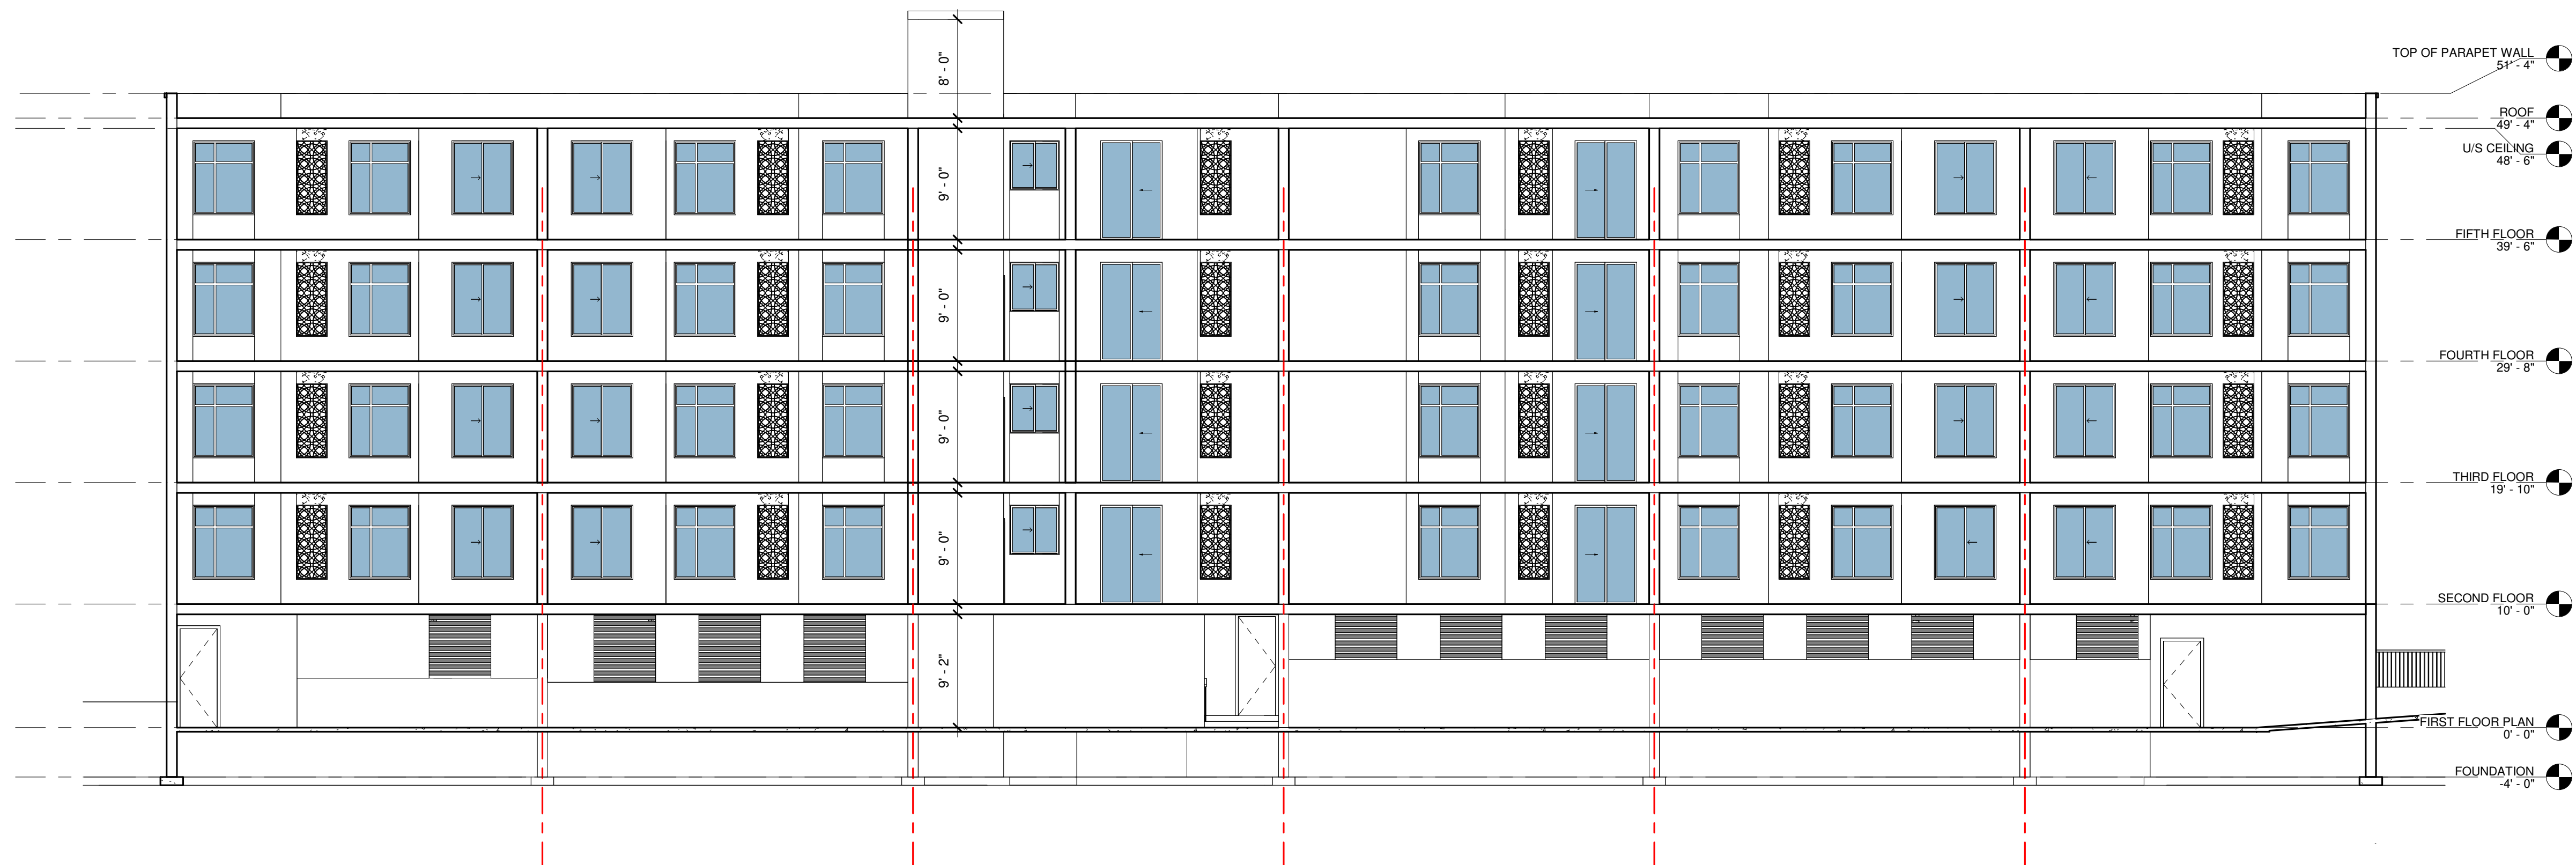 TOP OF PARAPET WALL
51' - 4"
8' - 0"
ROOF
49' - 4"
U/S CEILING
48' - 6"
9' - 0"
FIFTH FLOOR
39' - 6"
9' - 0"
FOURTH FLOOR
29' - 8"
9' - 0"
THIRD FLOOR
19' - 10"
9' - 0"
SECOND FLOOR
10' - 0"
9' - 2"
FIRST FLOOR PLAN
0' - 0"
FOUNDATION
-4' - 0"